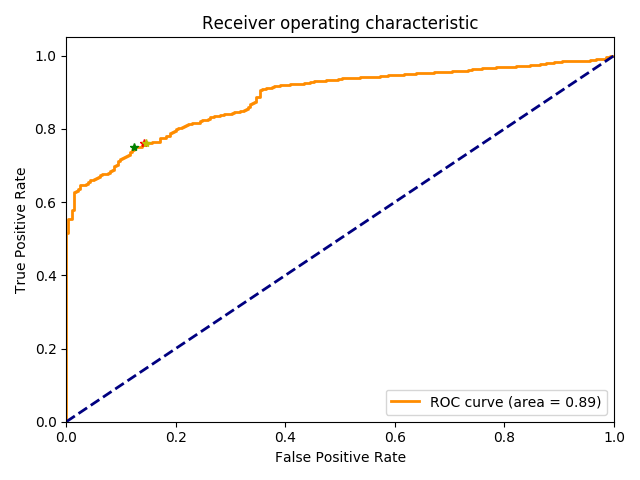 Receiver operating characteristic
True Positive Rate
1.0
0.8
0.6
0.4
0.2
0.0
0.0 0.2 0.4 0.6 0.8 1.0
False Positive Rate
ROC curve (area = 0.89)